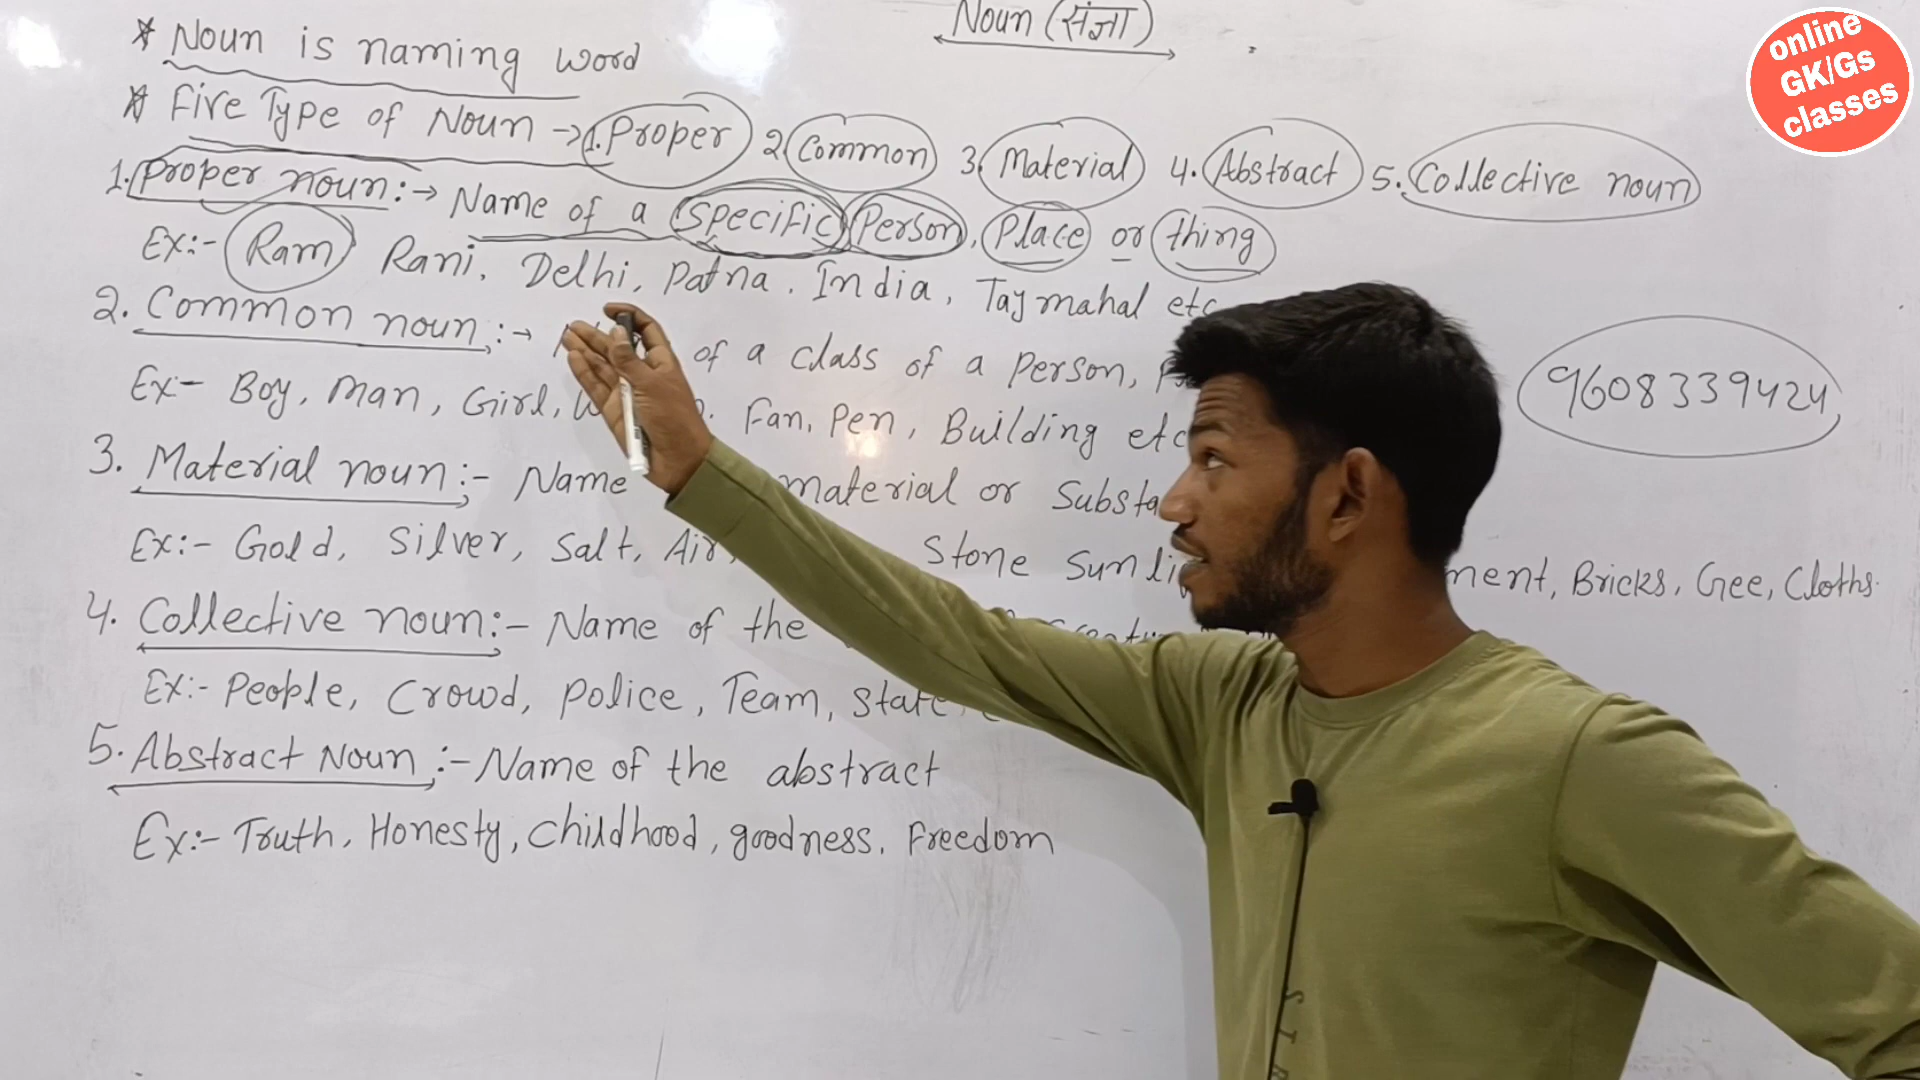 Noun (संज्ञा)
online
GK/Gs
classes
* Noun is naming word
* Five Type of Noun → 1. Proper 2. Common 3. Material 4. Abstract 5. Collective noun
1. Proper noun :→ Name of a specific Person, Place or thing
Ex:- Ram Rani, Delhi, Patna, India, Tajmahal etc
2. Common noun :→ of a class of a Person,
Ex:- Boy, Man, Girl, Fan, Pen, Building etc
9608339424
3. Material noun :- Name material or
Ex:- Gold, Silver, Salt, Air, Stone Bricks, Gee, Cloths.
4. Collective noun :- Name of the
Ex:- People, Crowd, Police, Team, State
5. Abstract Noun :- Name of the abstract
Ex:- Truth, Honesty, Childhood, goodness, Freedom